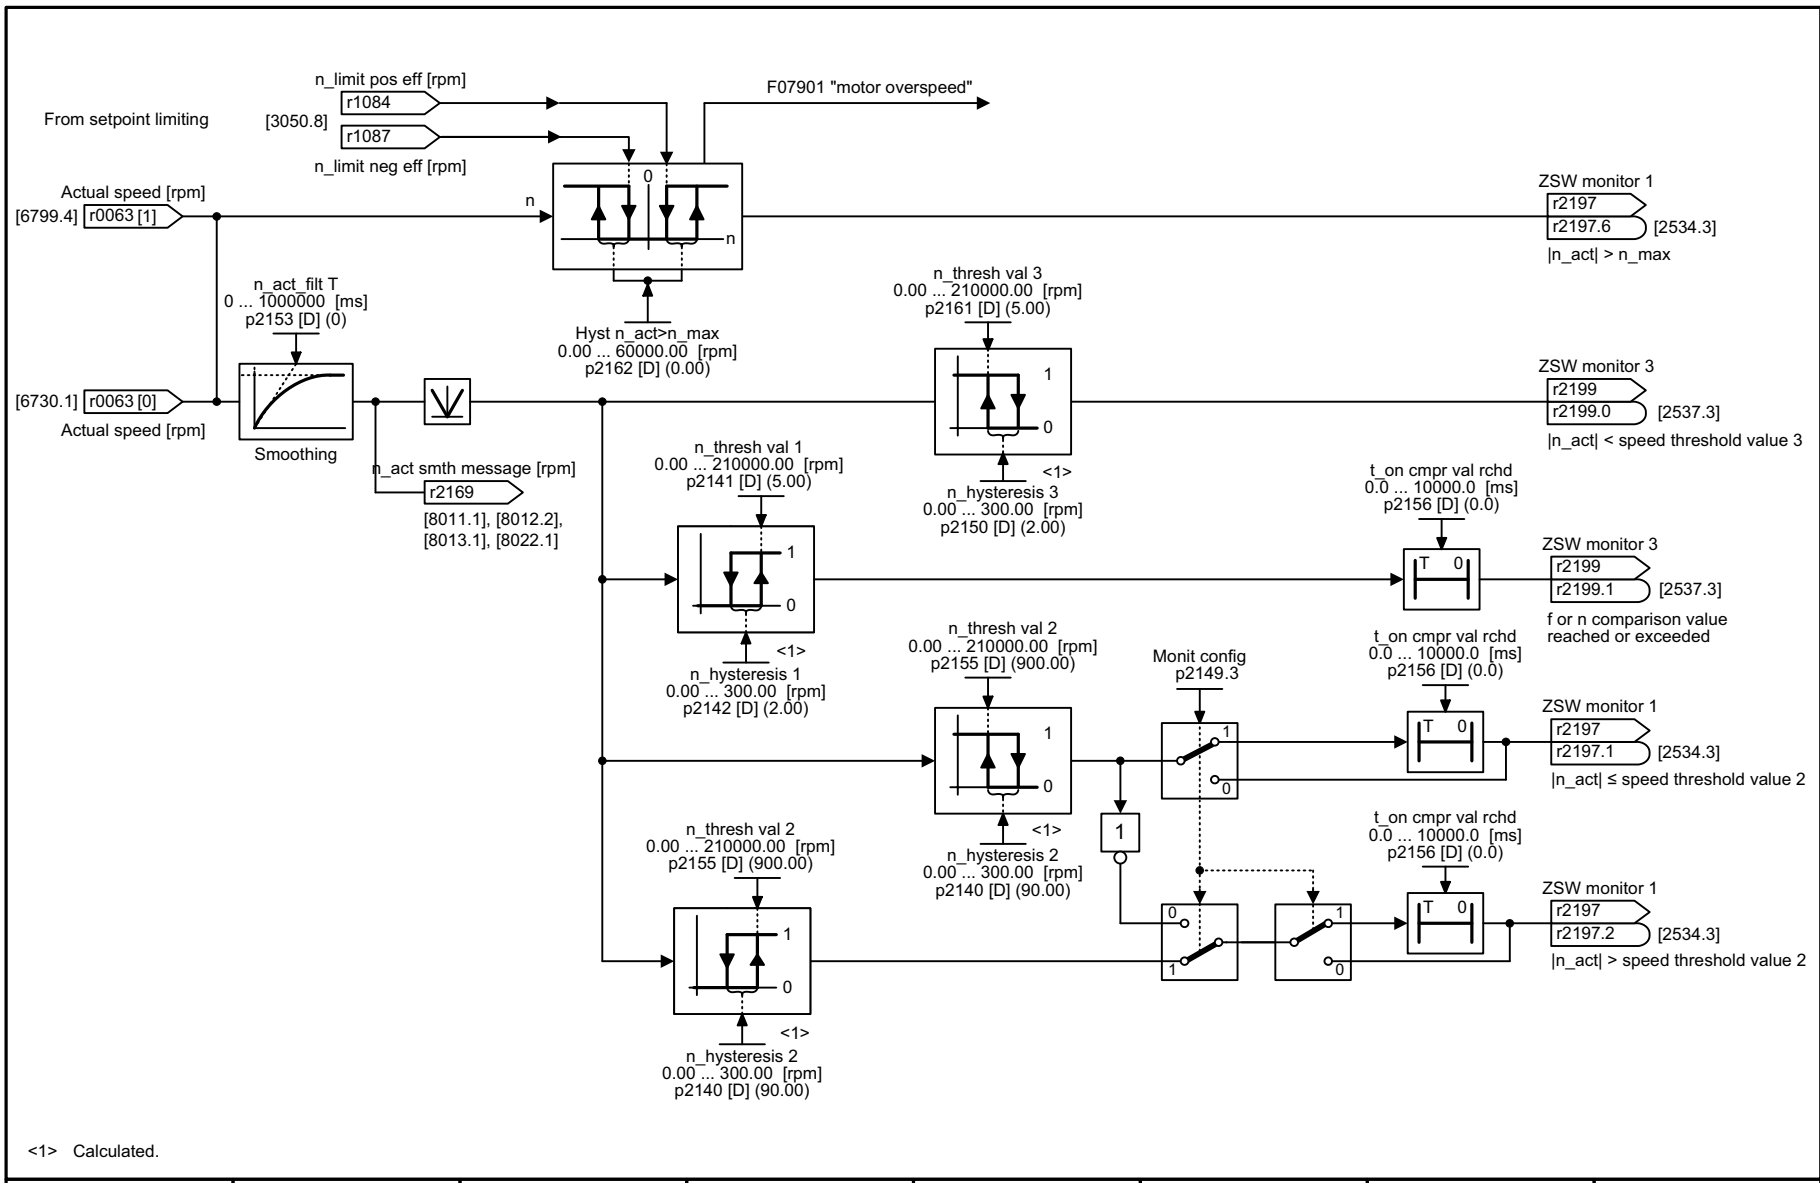 n_limit pos eff [rpm]
r1084
F07901 "motor overspeed"
From setpoint limiting
[3050.8]
r1087
n_limit neg eff [rpm]
0
n
n
Actual speed [rpm]
[6799.4] r0063 [1]
ZSW monitor 1
r2197
r2197.6 [2534.3]
|n_act| > n_max
n_act_filt T
0 ... 1000000 [ms]
p2153 [D] (0)
Hyst n_act>n_max
0.00 ... 60000.00 [rpm]
p2162 [D] (0.00)
n_thresh val 3
0.00 ... 210000.00 [rpm]
p2161 [D] (5.00)
1
0
<1>
n_hysteresis 3
0.00 ... 300.00 [rpm]
p2150 [D] (2.00)
ZSW monitor 3
r2199
r2199.0 [2537.3]
|n_act| < speed threshold value 3
[6730.1] r0063 [0]
Actual speed [rpm]
Smoothing
n_act smth message [rpm]
r2169
[8011.1], [8012.2],
[8013.1], [8022.1]
n_thresh val 1
0.00 ... 210000.00 [rpm]
p2141 [D] (5.00)
1
0
<1>
n_hysteresis 1
0.00 ... 300.00 [rpm]
p2142 [D] (2.00)
t_on cmpr val rchd
0.0 ... 10000.0 [ms]
p2156 [D] (0.0)
T 0
ZSW monitor 3
r2199
r2199.1 [2537.3]
f or n comparison value
reached or exceeded
n_thresh val 2
0.00 ... 210000.00 [rpm]
p2155 [D] (900.00)
1
0
<1>
n_hysteresis 2
0.00 ... 300.00 [rpm]
p2140 [D] (90.00)
Monit config
p2149.3
1
0
t_on cmpr val rchd
0.0 ... 10000.0 [ms]
p2156 [D] (0.0)
T 0
ZSW monitor 1
r2197
r2197.1 [2534.3]
|n_act| ≤ speed threshold value 2
1
n_thresh val 2
0.00 ... 210000.00 [rpm]
p2155 [D] (900.00)
1
0
<1>
n_hysteresis 2
0.00 ... 300.00 [rpm]
p2140 [D] (90.00)
0
1
1
0
t_on cmpr val rchd
0.0 ... 10000.0 [ms]
p2156 [D] (0.0)
T 0
ZSW monitor 1
r2197
r2197.2 [2534.3]
|n_act| > speed threshold value 2
<1> Calculated.